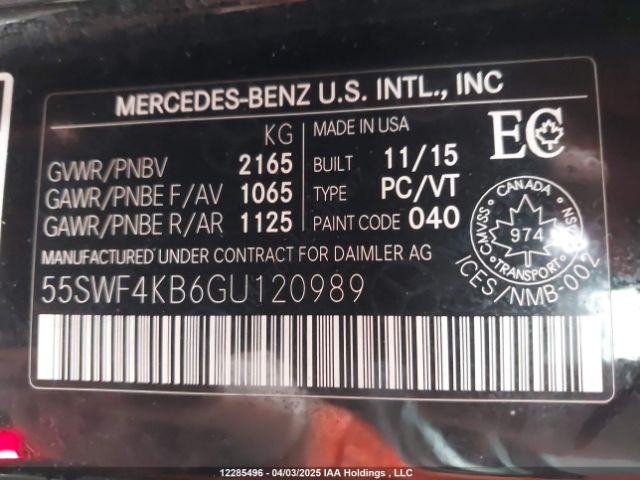 MERCEDES-BENZ U.S. INTL., INC
KG
GVWR/PNBV 2165
GAWR/PNBE F/AV 1065
GAWR/PNBE R/AR 1125
MADE IN USA
BUILT 11/15
TYPE PC/VT
PAINT CODE 040
EC
CANADA
CMVSS
974
NSVAC
TRANSPORT
ICES/NMB-002
MANUFACTURED UNDER CONTRACT FOR DAIMLER AG
55SWF4KB6GU120989
12285496 - 04/03/2025 IAA Holdings , LLC